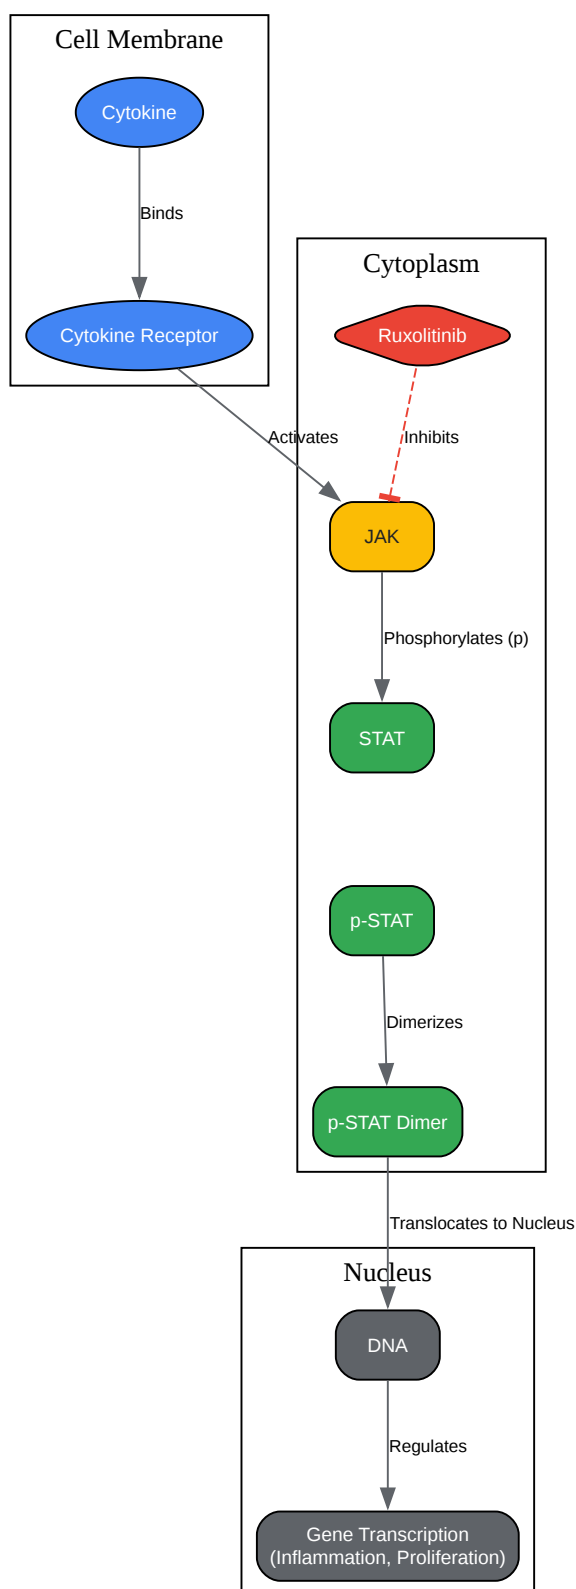 Cell Membrane
Cytokine
Binds
Cytokine Receptor
Cytoplasm
Ruxolitinib
Activates
Inhibits
JAK
Phosphorylates (p)
STAT
p-STAT
Dimerizes
p-STAT Dimer
Translocates to Nucleus
Nucleus
DNA
Regulates
Gene Transcription
(Inflammation, Proliferation)